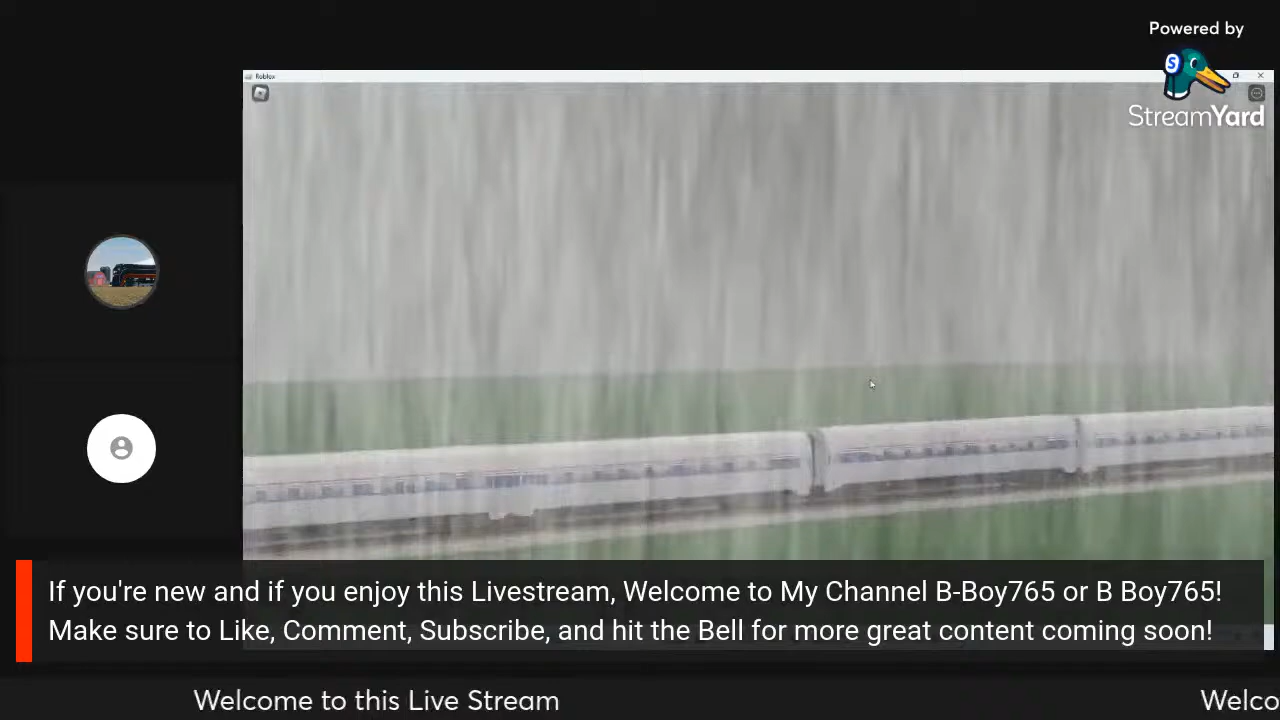 Powered by
Roblox
S
StreamYard
If you're new and if you enjoy this Livestream, Welcome to My Channel B-Boy765 or B Boy765!
Make sure to Like, Comment, Subscribe, and hit the Bell for more great content coming soon!
Welcome to this Live Stream
Welco